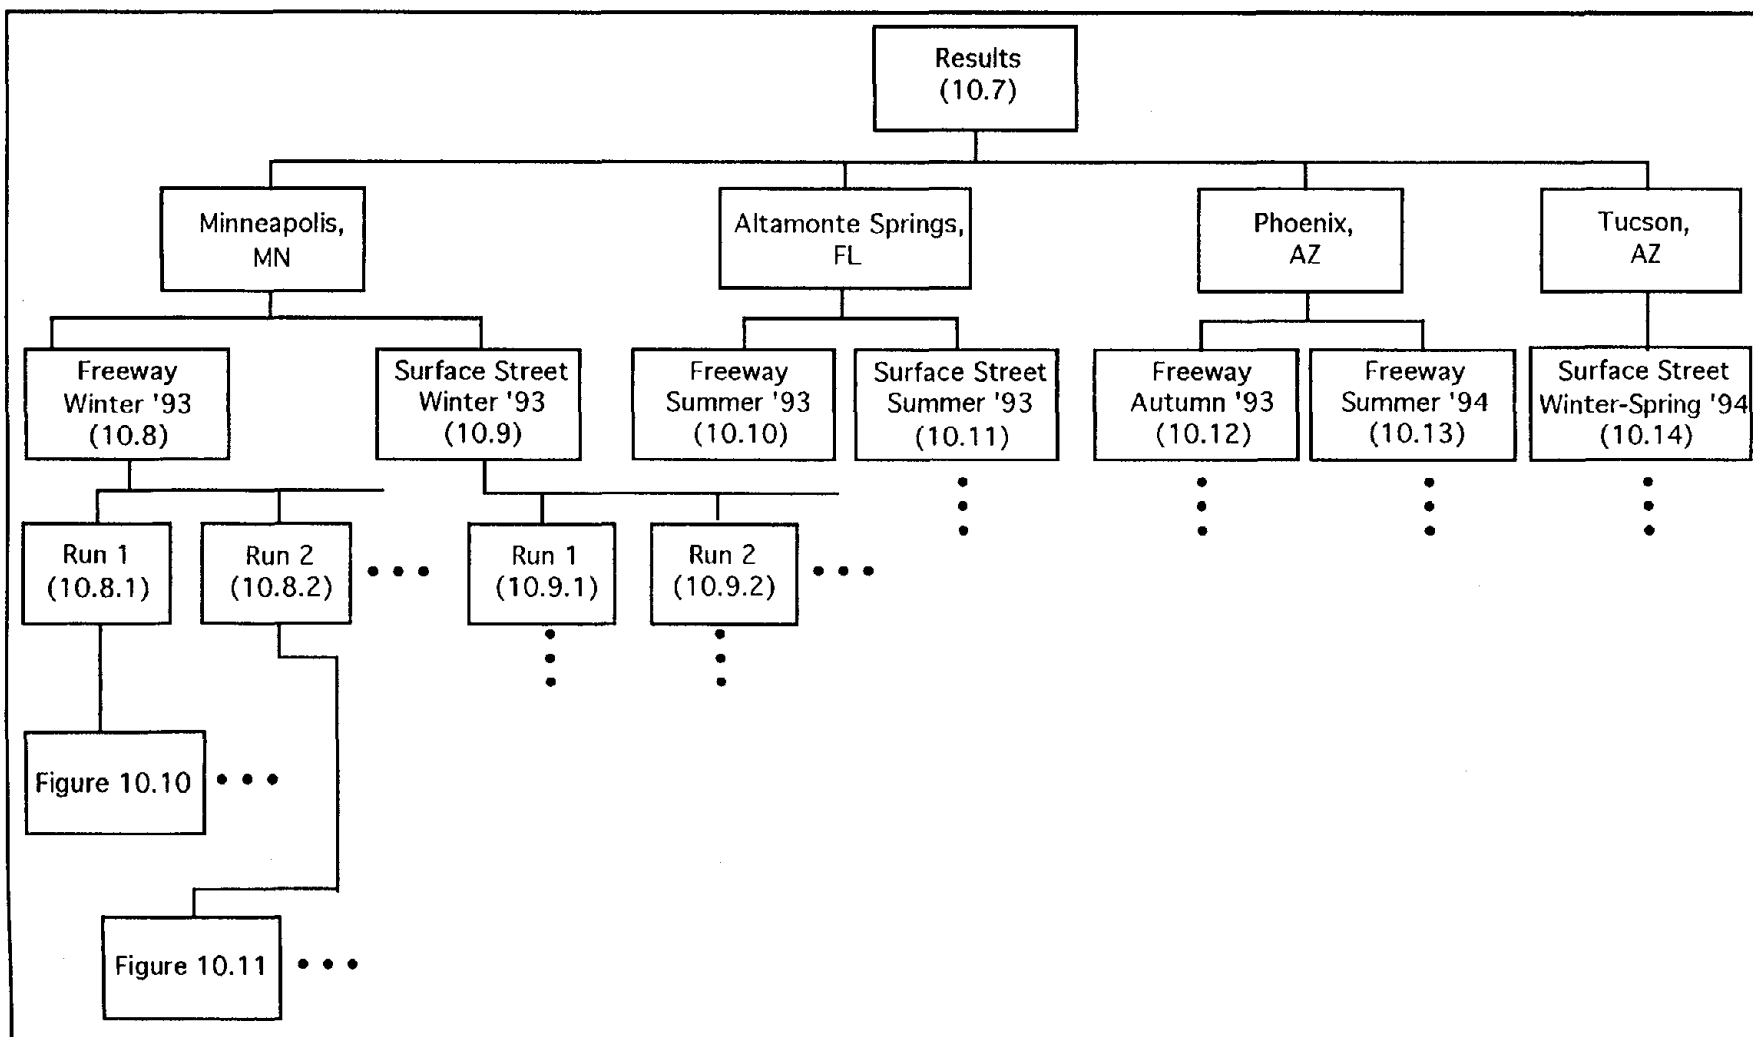 Results
(10.7)
Minneapolis,
MN
Altamonte Springs,
FL
Phoenix,
AZ
Tucson,
AZ
Freeway
Winter '93
(10.8)
Surface Street
Winter '93
(10.9)
Freeway
Summer '93
(10.10)
Surface Street
Summer '93
(10.11)
Freeway
Autumn '93
(10.12)
Freeway
Summer '94
(10.13)
Surface Street
Winter-Spring '94
(10.14)
Run 1
(10.8.1)
Run 2
(10.8.2)
Run 1
(10.9.1)
Run 2
(10.9.2)
Figure 10.10
Figure 10.11